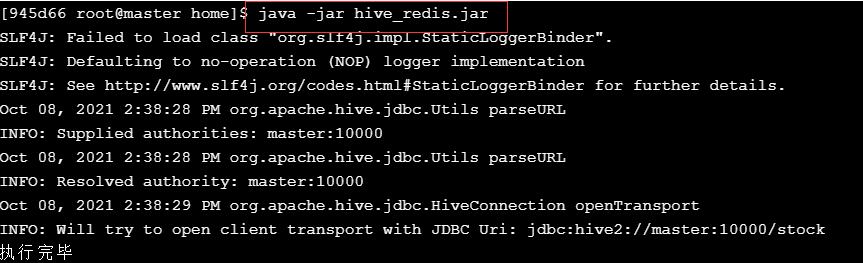 [945d66 root@master home]$ java -jar hive_redis.jar
SLF4J: Failed to load class "org.slf4j.impl.StaticLoggerBinder".
SLF4J: Defaulting to no-operation (NOP) logger implementation
SLF4J: See http://www.slf4j.org/codes.html#StaticLoggerBinder for further details.
Oct 08, 2021 2:38:28 PM org.apache.hive.jdbc.Utils parseURL
INFO: Supplied authorities: master:10000
Oct 08, 2021 2:38:28 PM org.apache.hive.jdbc.Utils parseURL
INFO: Resolved authority: master:10000
Oct 08, 2021 2:38:29 PM org.apache.hive.jdbc.HiveConnection openTransport
INFO: Will try to open client transport with JDBC Uri: jdbc:hive2://master:10000/stock
执行完毕